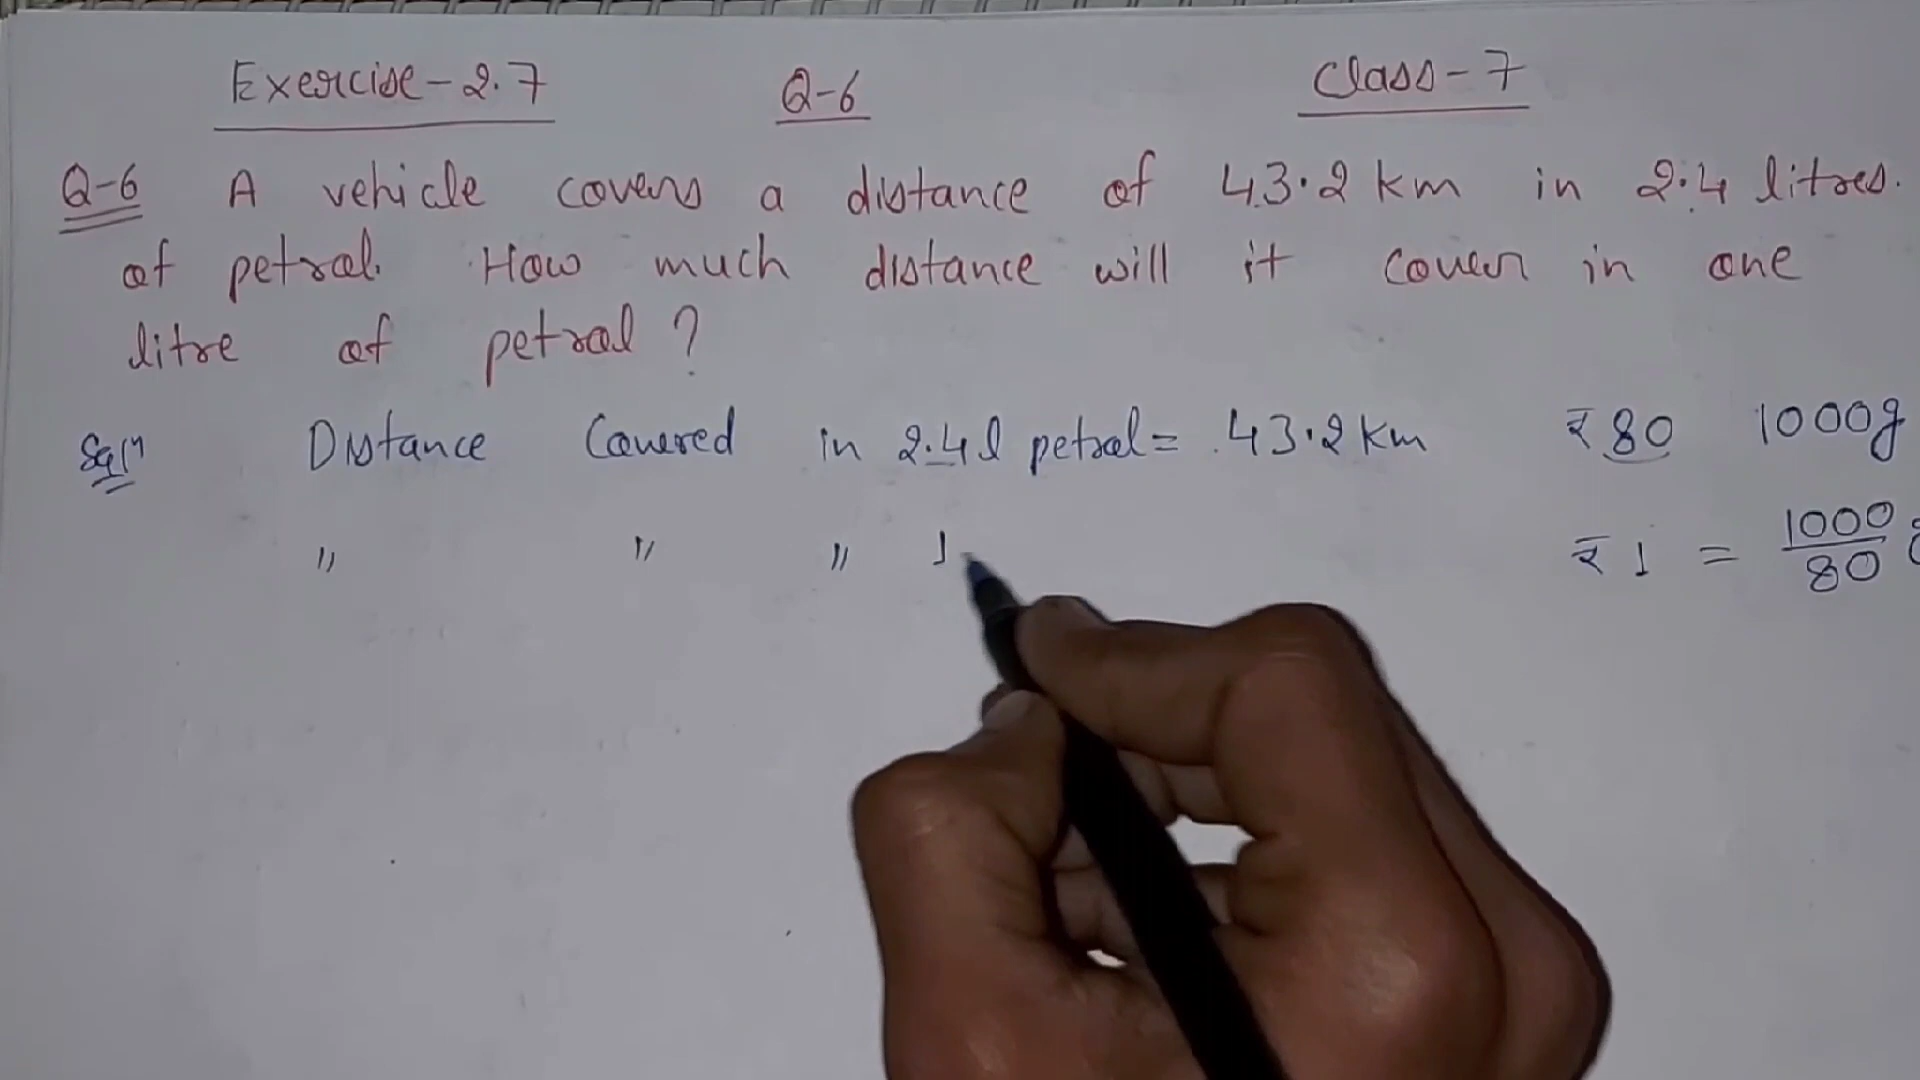 Exercise-2.7 Q-6 Class-7
Q-6 A vehicle covers a distance of 43.2 km in 2.4 litres.
of petrol. How much distance will it cover in one
litre of petrol ?
Solⁿ Distance Covered in 2.4 l petrol = 43.2 km ₹ 80 1000g
" " " 1 ₹ 1 = 1000/80